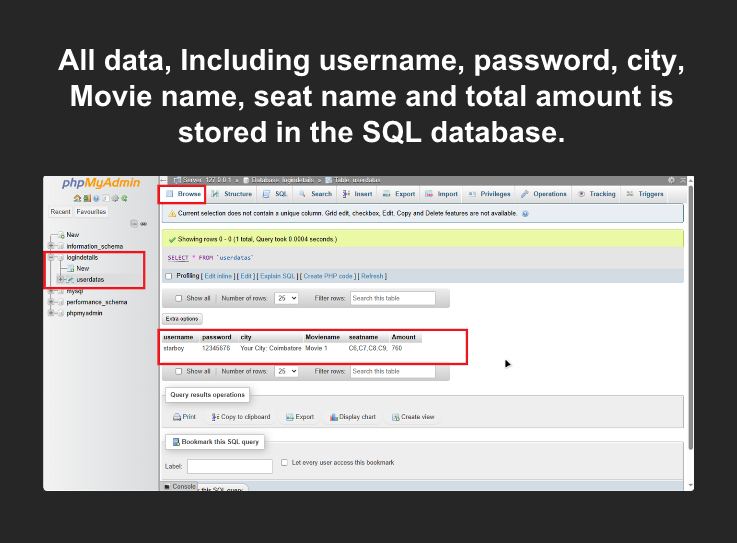 All data, Including username, password, city,
Movie name, seat name and total amount is
stored in the SQL database.
phpMyAdmin
Recent Favourites
New
information_schema
logindetails
New
userdatas
mysql
performance_schema
phpmyadmin
Server: 127.0.0.1 » Database: logindetails » Table: userdatas
Browse Structure SQL Search Insert Export Import Privileges Operations Tracking Triggers
Current selection does not contain a unique column. Grid edit, checkbox, Edit, Copy and Delete features are not available.
Showing rows 0 - 0 (1 total, Query took 0.0004 seconds.)
SELECT * FROM `userdatas`
Profiling [ Edit inline ] [ Edit ] [ Explain SQL ] [ Create PHP code ] [ Refresh ]
Show all Number of rows: 25 Filter rows: Search this table
Extra options
username password city Moviename seatname Amount
starboy 12345678 Your City: Coimbatore Movie 1 C6,C7,C8,C9, 760
Show all Number of rows: 25 Filter rows: Search this table
Query results operations
Print Copy to clipboard Export Display chart Create view
Bookmark this SQL query
Label: Let every user access this bookmark
Console this SQL query